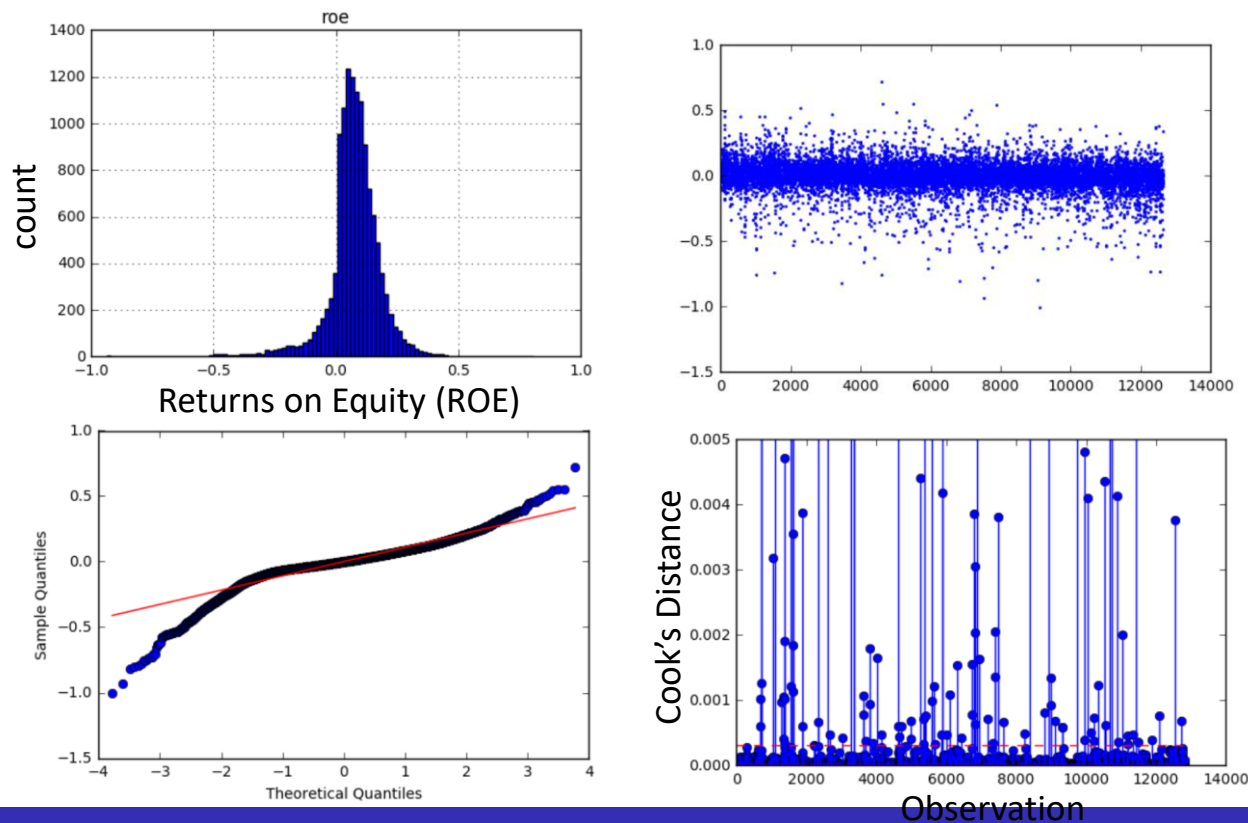 roe
1400
1200
1000
800
600
400
200
0
count
−1.0 −0.5 0.0 0.5 1.0
Returns on Equity (ROE)
1.0
0.5
0.0
−0.5
−1.0
−1.5
0 2000 4000 6000 8000 10000 12000 14000
1.0
0.5
0.0
−0.5
−1.0
−1.5
Sample Quantiles
−4 −3 −2 −1 0 1 2 3 4
Theoretical Quantiles
0.005
0.004
0.003
0.002
0.001
0.000
Cook's Distance
0 2000 4000 6000 8000 10000 12000 14000
Observation